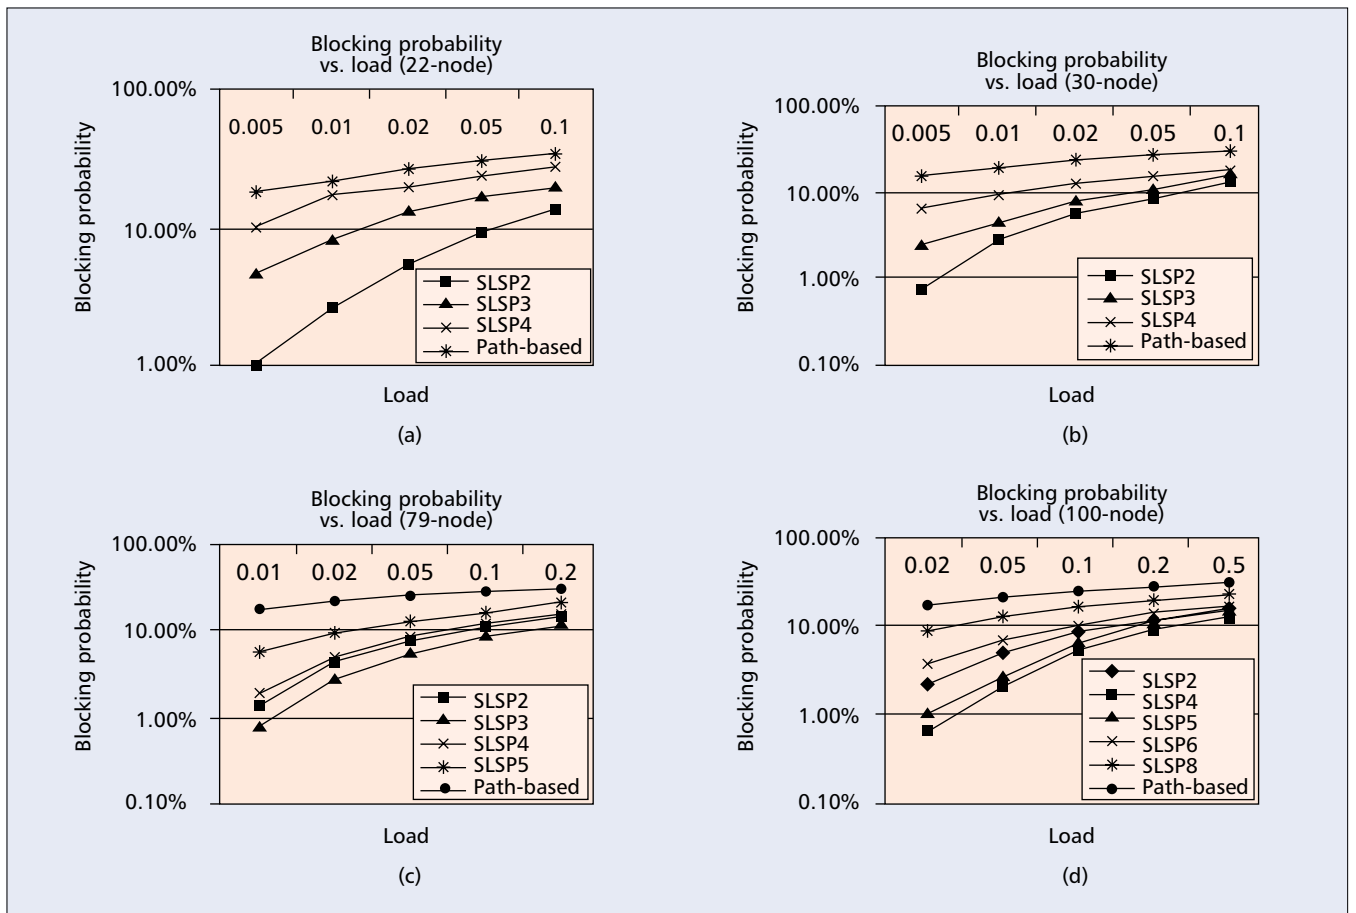 Blocking probability
vs. load (22-node)
100.00%
10.00%
1.00%
Blocking probability
0.005 0.01 0.02 0.05 0.1
SLSP2
SLSP3
SLSP4
Path-based
Load
(a)
Blocking probability
vs. load (30-node)
100.00%
10.00%
1.00%
0.10%
Blocking probability
0.005 0.01 0.02 0.05 0.1
SLSP2
SLSP3
SLSP4
Path-based
Load
(b)
Blocking probability
vs. load (79-node)
100.00%
10.00%
1.00%
0.10%
Blocking probability
0.01 0.02 0.05 0.1 0.2
SLSP2
SLSP3
SLSP4
SLSP5
Path-based
Load
(c)
Blocking probability
vs. load (100-node)
100.00%
10.00%
1.00%
0.10%
Blocking probability
0.02 0.05 0.1 0.2 0.5
SLSP2
SLSP4
SLSP5
SLSP6
SLSP8
Path-based
Load
(d)